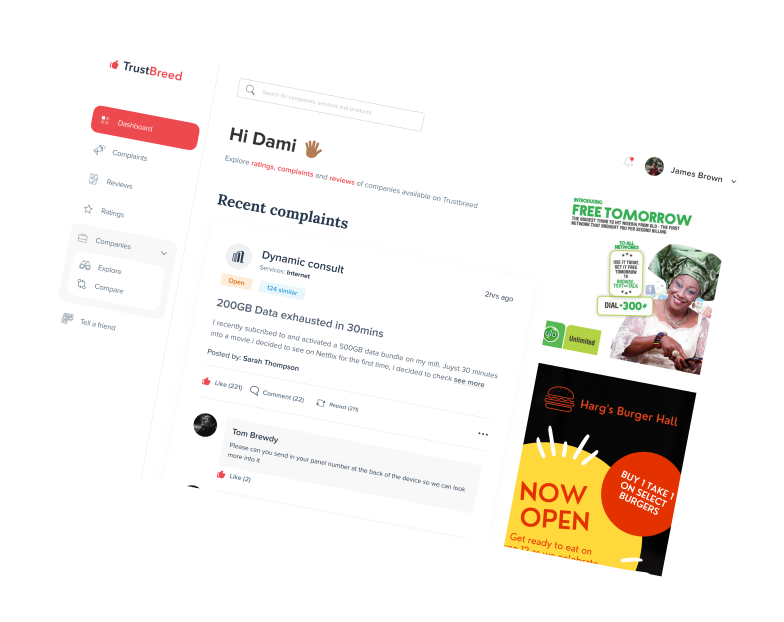 TrustBreed
Search for companies, services and products
Dashboard
Complaints
Reviews
Ratings
Companies
Explore
Compare
Tell a friend
Hi Dami
Explore ratings, complaints and reviews of companies available on Trustbreed
James Brown
Recent complaints
Dynamic consult
Services: Internet
2hrs ago
Open
124 similar
200GB Data exhausted in 30mins
I recently subcribed to and activated a 500GB data bundle on my mifi. Juyst 30 minutes
into a movie i decided to see on Netflix for the first time, i decided to check see more
Posted by: Sarah Thompson
Like (221)
Comment (22)
Repost (211)
Tom Brewdy
Please can you send in your panel number at the back of the device so we can look
more into it
Like (2)
INTRODUCING
FREE TOMORROW
THE BIGGEST THING TO HIT NIGERIA FROM GLO - THE FIRST
NETWORK THAT BROUGHT YOU PER SECOND BILLING
TO ALL
NETWORKS
USE IT TODAY,
GET IT FREE
TOMORROW
TO
BROWSE,
TEXT AND TALK
DIAL *300#
glo
Unlimited
Harg's Burger Hall
BUY 1 TAKE 1
ON SELECT
BURGERS
NOW
OPEN
Get ready to eat on